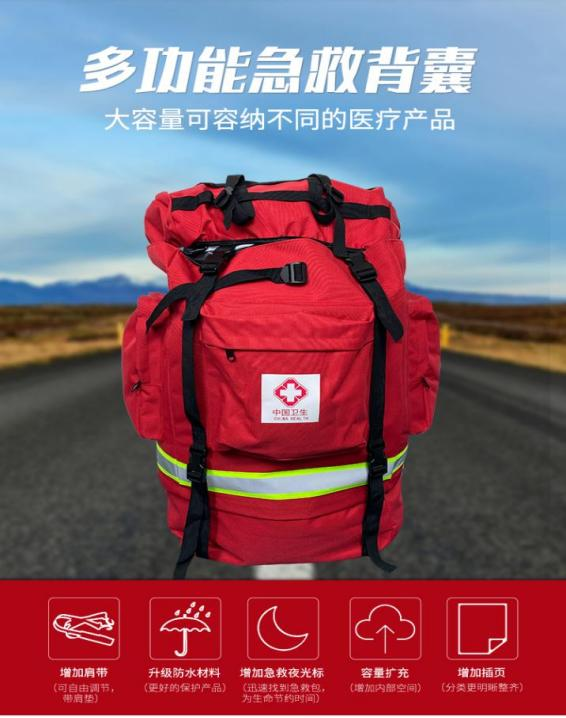 多功能急救背囊
大容量可容纳不同的医疗产品
中国卫生
CHINA HEALTH
增加肩带
(可自由调节,
带肩垫)
升级防水材料
(更好的保护产品)
增加急救夜光标
(迅速找到急救包,
为生命节约时间)
容量扩充
(增加内部空间)
增加插页
(分类更明晰整齐)